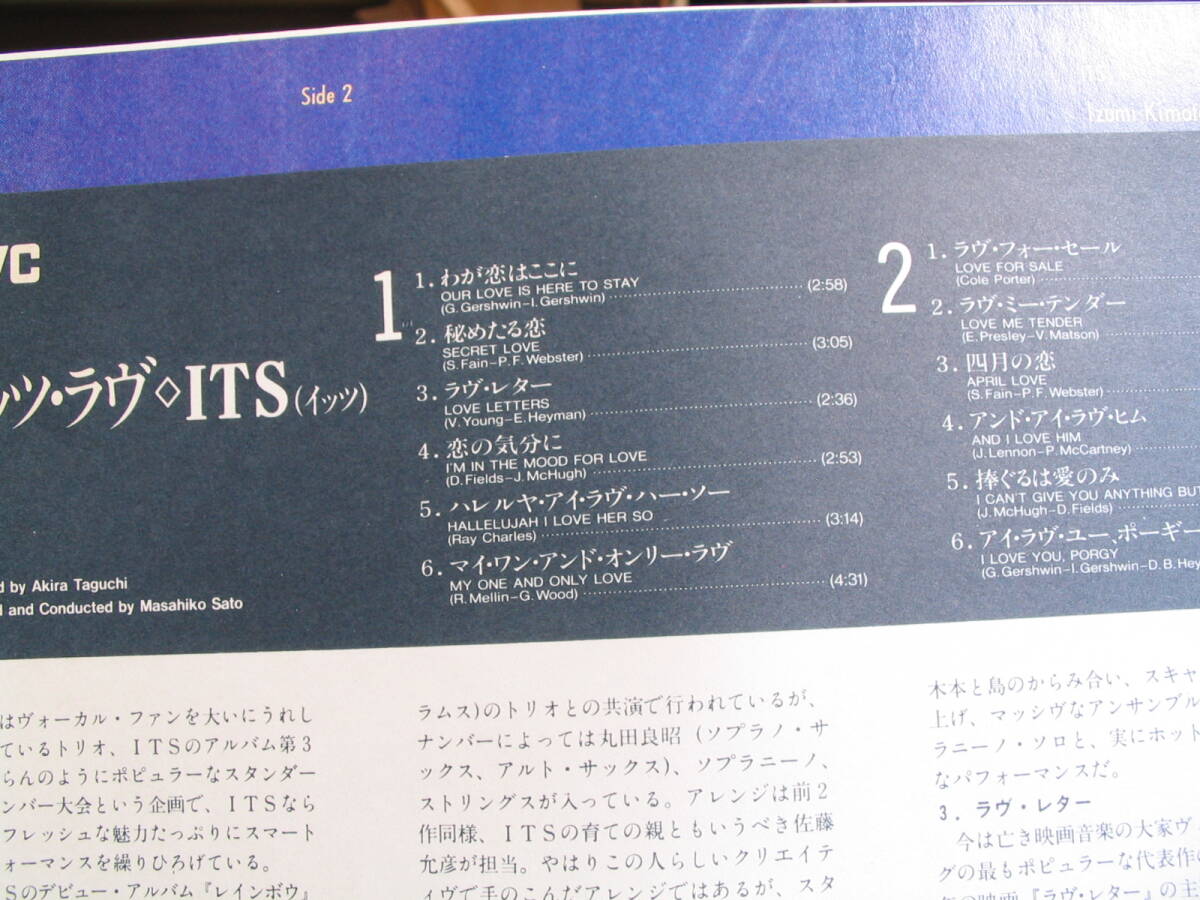 Side 2
Izumi Kimot
VC
ッツ・ラヴ◇ITS(イッツ)
d by Akira Taguchi
d and Conducted by Masahiko Sato
1
1. わが恋はここに
OUR LOVE IS HERE TO STAY
(G. Gershwin-I. Gershwin) (2:58)
2. 秘めたる恋
SECRET LOVE
(S. Fain-P. F. Webster) (3:05)
3. ラヴ・レター
LOVE LETTERS
(V. Young-E. Heyman) (2:36)
4. 恋の気分に
I'M IN THE MOOD FOR LOVE
(D. Fields-J. McHugh) (2:53)
5. ハレルヤ・アイ・ラヴ・ハー・ソー
HALLELUJAH I LOVE HER SO
(Ray Charles) (3:14)
6. マイ・ワン・アンド・オンリー・ラヴ
MY ONE AND ONLY LOVE
(R. Mellin-G. Wood) (4:31)
2
1. ラヴ・フォー・セール
LOVE FOR SALE
(Cole Porter)
2. ラヴ・ミー・テンダー
LOVE ME TENDER
(E. Presley-V. Matson)
3. 四月の恋
APRIL LOVE
(S. Fain-P. F. Webster)
4. アンド・アイ・ラヴ・ヒム
AND I LOVE HIM
(J. Lennon-P. McCartney)
5. 捧ぐるは愛のみ
I CAN'T GIVE YOU ANYTHING BUT
(J. McHugh-D. Fields)
6. アイ・ラヴ・ユー、ポーギー
I LOVE YOU, PORGY
(G. Gershwin-I. Gershwin-D. B. Hey
はヴォーカル・ファンを大いにうれし
ているトリオ、ITSのアルバム第3
らんのようにポピュラーなスタンダー
ンバー大会という企画で、ITSなら
フレッシュな魅力たっぷりにスマート
ォーマンスを繰りひろげている。
Sのデビュー・アルバム『レインボウ』
ラムス)のトリオとの共演で行われているが、
ナンバーによっては丸田良昭(ソプラノ・サ
ックス、アルト・サックス)、ソプラニーノ、
ストリングスが入っている。アレンジは前2
作同様、ITSの育ての親ともいうべき佐藤
允彦が担当。やはりこの人らしいクリエイテ
ィヴで手のこんだアレンジではあるが、スタ
木本と島のからみ合い、スキャ
上げ、マッシヴなアンサンブル
ラニーノ・ソロと、実にホット
なパフォーマンスだ。
3. ラヴ・レター
今は亡き映画音楽の大家ヴ
グの最もポピュラーな代表作の
年の映画『ラヴ・レター』の主